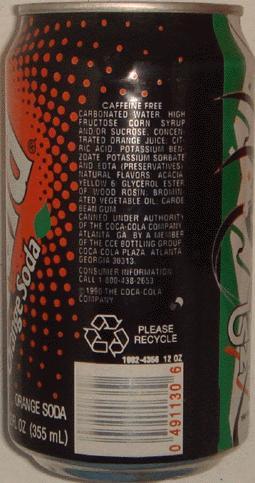 CAFFEINE FREE
CARBONATED WATER, HIGH
FRUCTOSE CORN SYRUP
AND/OR SUCROSE, CONCEN-
TRATED ORANGE JUICE, CIT-
RIC ACID, POTASSIUM BEN-
ZOATE, POTASSIUM SORBATE
AND EDTA (PRESERVATIVES)
NATURAL FLAVORS, ACACIA
YELLOW 6, GLYCEROL ESTER
OF WOOD ROSIN, BROMIN-
ATED VEGETABLE OIL, CAROB
BEAN GUM
CANNED UNDER AUTHORITY
OF THE COCA-COLA COMPANY,
ATLANTA, GA. BY A MEMBER
OF THE CCE BOTTLING GROUP
COCA-COLA PLAZA, ATLANTA
GEORGIA 30313.
CONSUMER INFORMATION
CALL 1-800-438-2653
THE COCA-COLA
COMPANY
PLEASE
RECYCLE
1992-4356 12 OZ
0 491130 6
Orange Soda
®
ORANGE SODA
FL OZ (355 mL)